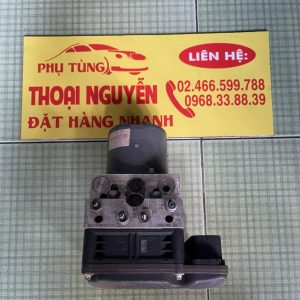 PHỤ TÙNG
LIÊN HỆ:
THOẠI NGUYỄN
02.466.599.788
0968.33.88.39
ĐẶT HÀNG NHANH